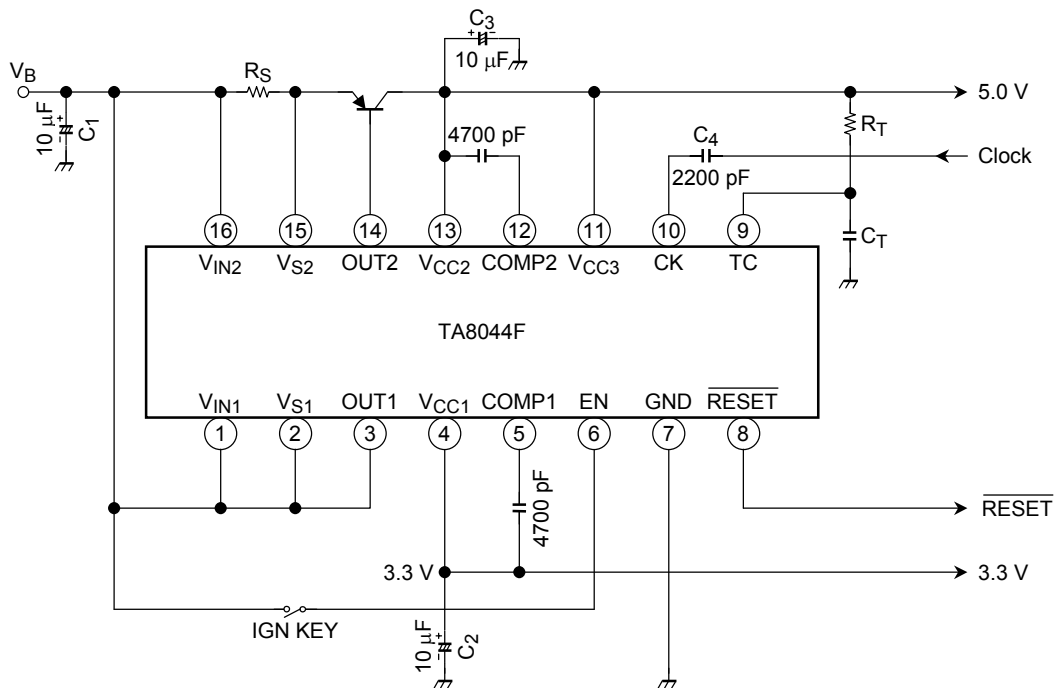 C3
+ −
10 μF
VB
RS
5.0 V
10 μF
+
−
C1
4700 pF
C4
RT
Clock
2200 pF
16 15 14 13 12 11 10 9
CT
VIN2 VS2 OUT2 VCC2 COMP2 VCC3 CK TC
TA8044F
VIN1 VS1 OUT1 VCC1 COMP1 EN GND RESET
1 2 3 4 5 6 7 8
4700 pF
RESET
3.3 V
3.3 V
IGN KEY
10 μF
+
−
C2